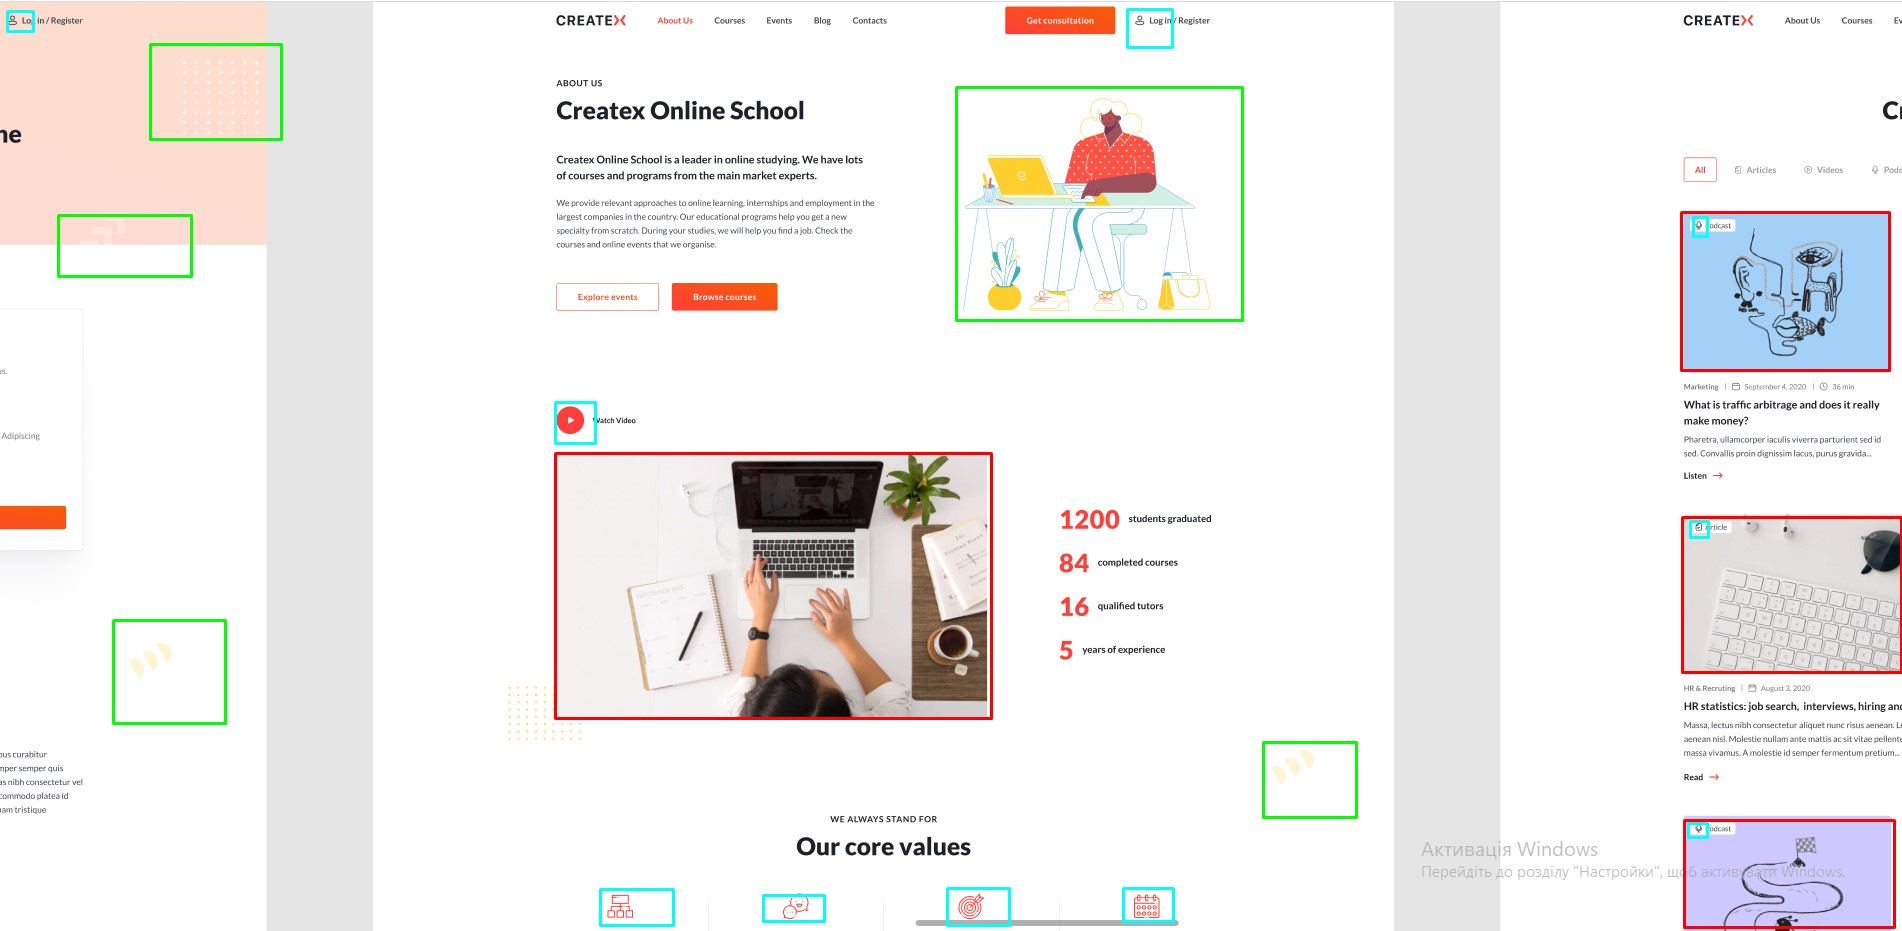 Log in / Register
ne
us.
Adipiscing
ous curabitur
mper semper quis
as nibh consectetur vel
commodo platea id
uam tristique
CREATEX
About Us
Courses
Events
Blog
Contacts
Get consultation
Log in / Register
ABOUT US
Createx Online School
Createx Online School is a leader in online studying. We have lots
of courses and programs from the main market experts.
We provide relevant approaches to online learning, internships and employment in the
largest companies in the country. Our educational programs help you get a new
specialty from scratch. During your studies, we will help you find a job. Check the
courses and online events that we organise.
Explore events
Browse courses
Watch Video
1200 students graduated
84 completed courses
16 qualified tutors
5 years of experience
WE ALWAYS STAND FOR
Our core values
CREATEX
About Us
Courses
Ev
Cr
All
Articles
Videos
Podc
Podcast
Marketing | September 4, 2020 | 36 min
What is traffic arbitrage and does it really
make money?
Pharetra, ullamcorper iaculis viverra parturient sed id
sed. Convallis proin dignissim lacus, purus gravida...
Listen →
Article
HR & Recruting | August 3, 2020
HR statistics: job search, interviews, hiring and
Massa, lectus nibh consectetur aliquet nunc risus aenean. Le
aenean nisl. Molestie nullam ante mattis ac sit vitae pellente
massa vivamus. A molestie id semper fermentum pretium...
Read →
Podcast
Активація Windows
Перейдіть до розділу "Настройки", щоб активувати Windows.